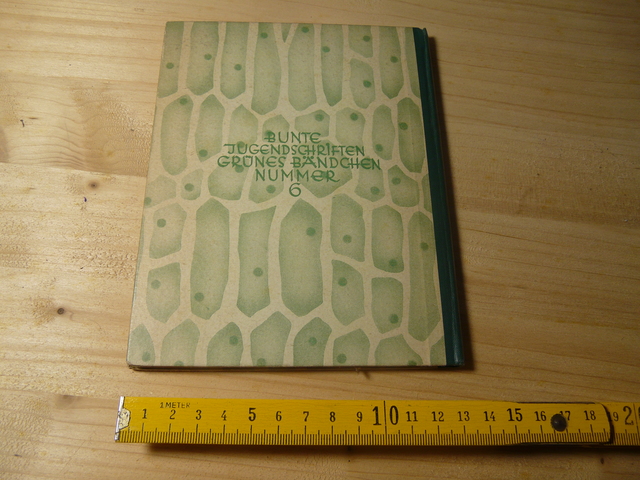 BUNTE
JUGENDSCHRIFTEN
GRÜNES BÄNDCHEN
NUMMER
6
1 METER
1 2 3 4 5 6 7 8 9 10 11 12 13 14 15 16 17 18 19 2